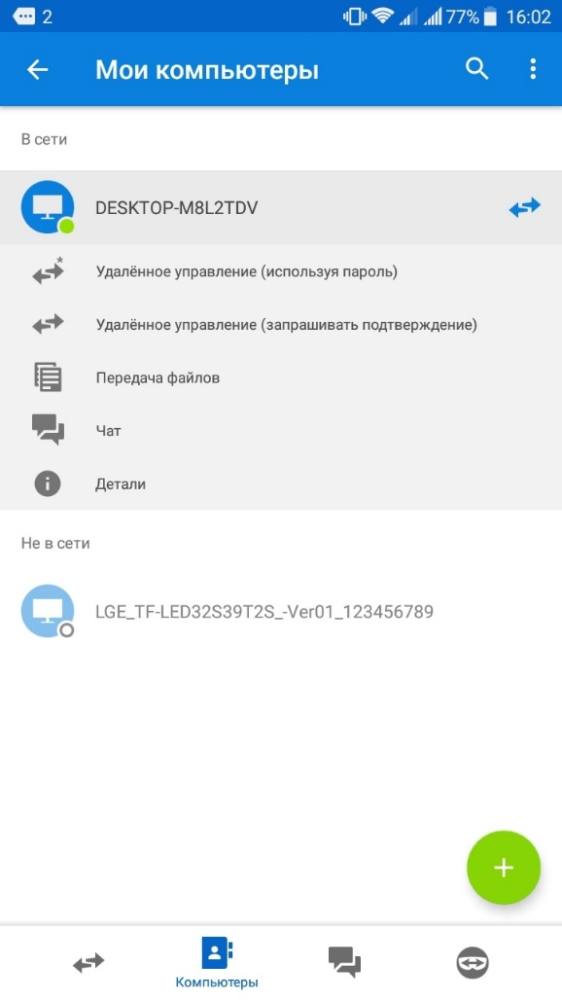 2 77% 16:02
Мои компьютеры
В сети
DESKTOP-M8L2TDV
Удалённое управление (используя пароль)
Удалённое управление (запрашивать подтверждение)
Передача файлов
Чат
Детали
Не в сети
LGE_TF-LED32S39T2S_-Ver01_123456789
Компьютеры